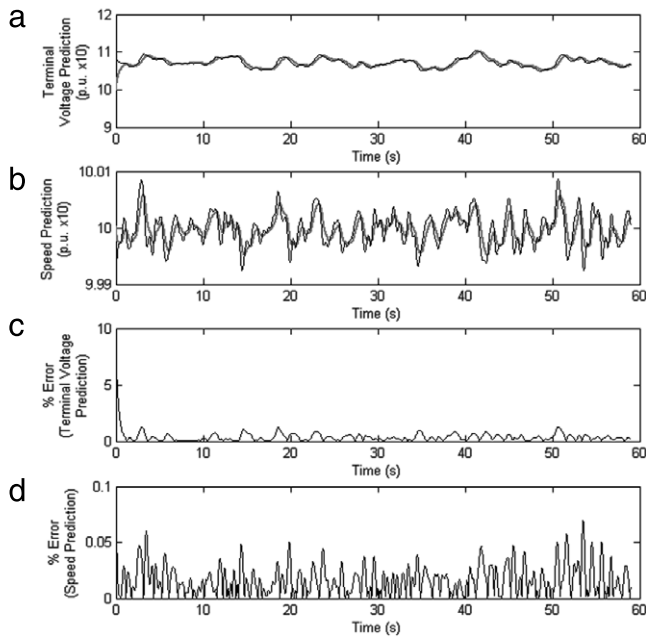 a
Terminal
Voltage Prediction
(p.u. x10)
12
11
10
9
0
10
20
30
40
50
60
Time (s)
b
Speed Prediction
(p.u. x10)
10.01
10
9.99
0
10
20
30
40
50
60
Time (s)
c
% Error
(Terminal Voltage
Prediction)
10
5
0
0
10
20
30
40
50
60
Time (s)
d
% Error
(Speed Prediction)
0.1
0.05
0
0
10
20
30
40
50
60
Time (s)